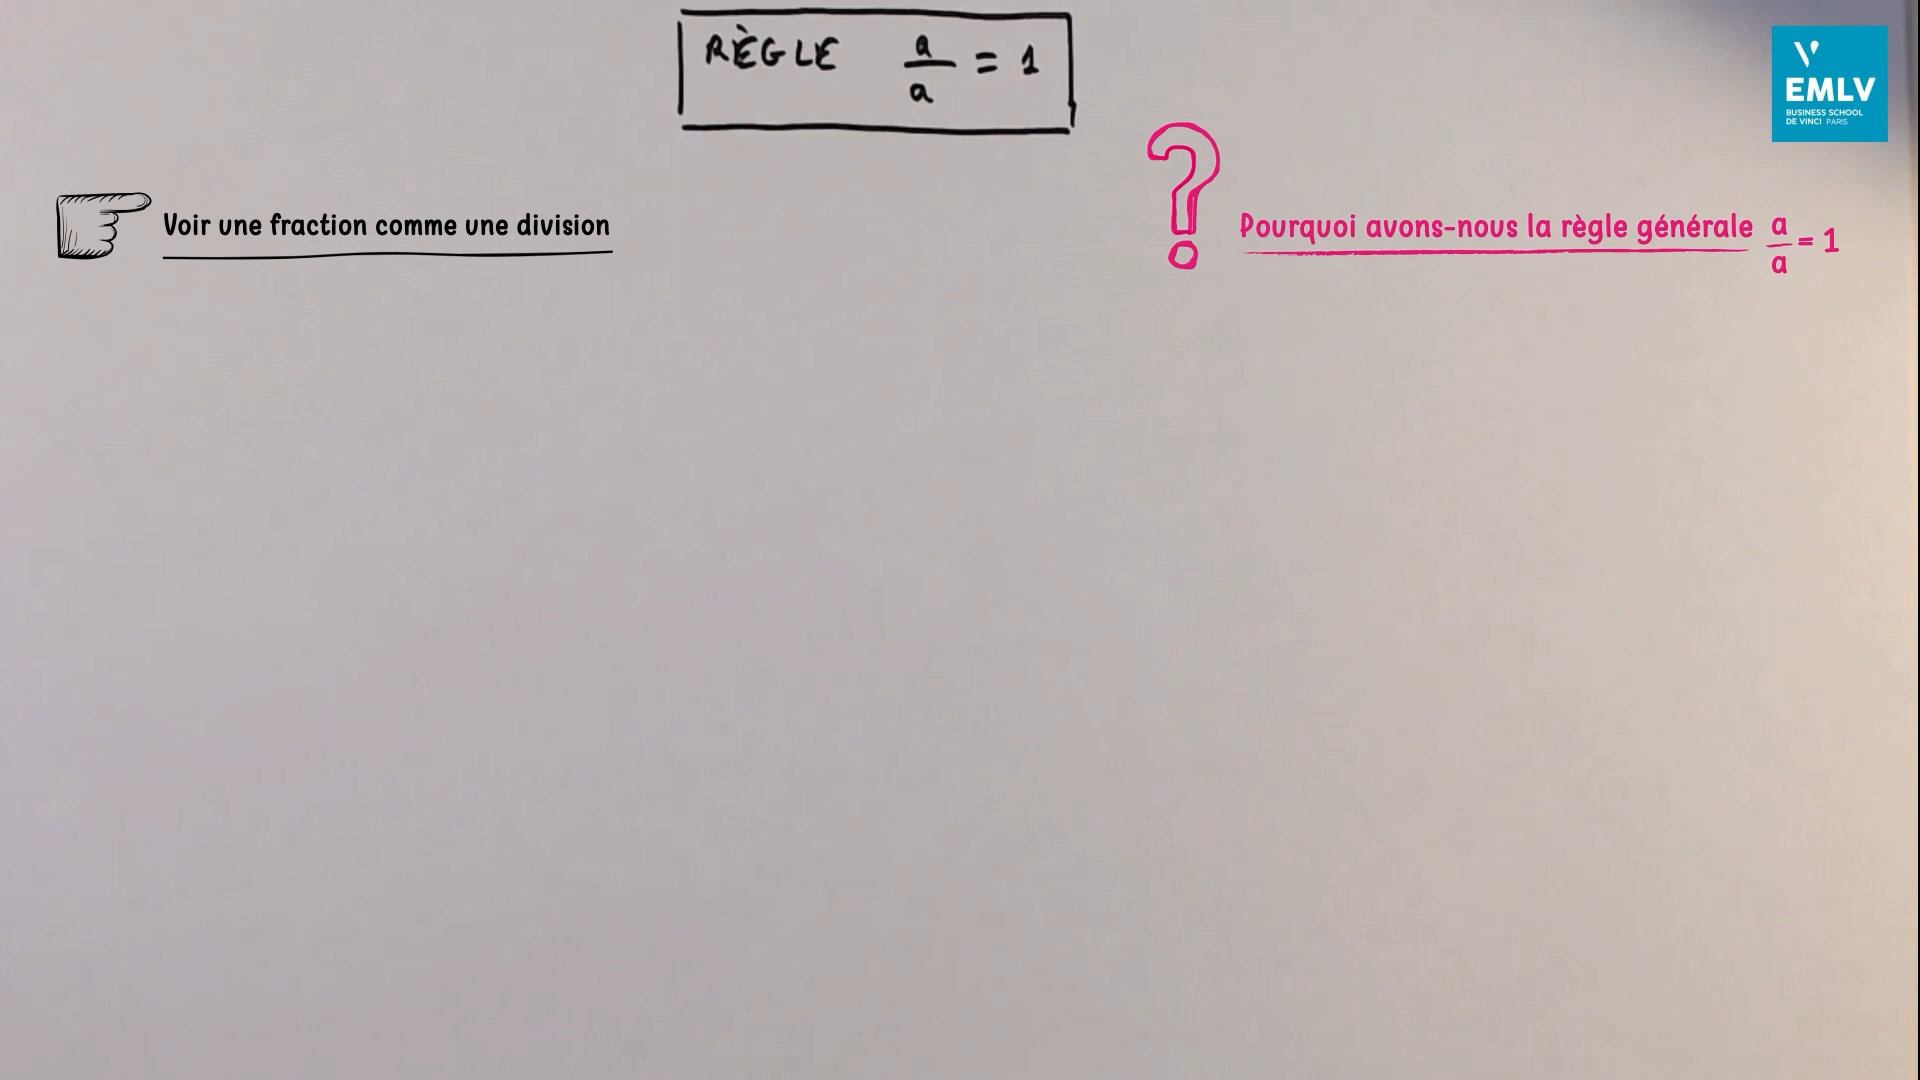 RÈGLE a/a = 1
EMLV
BUSINESS SCHOOL
DE VINCI PARIS
Voir une fraction comme une division
Pourquoi avons-nous la règle générale a/a = 1